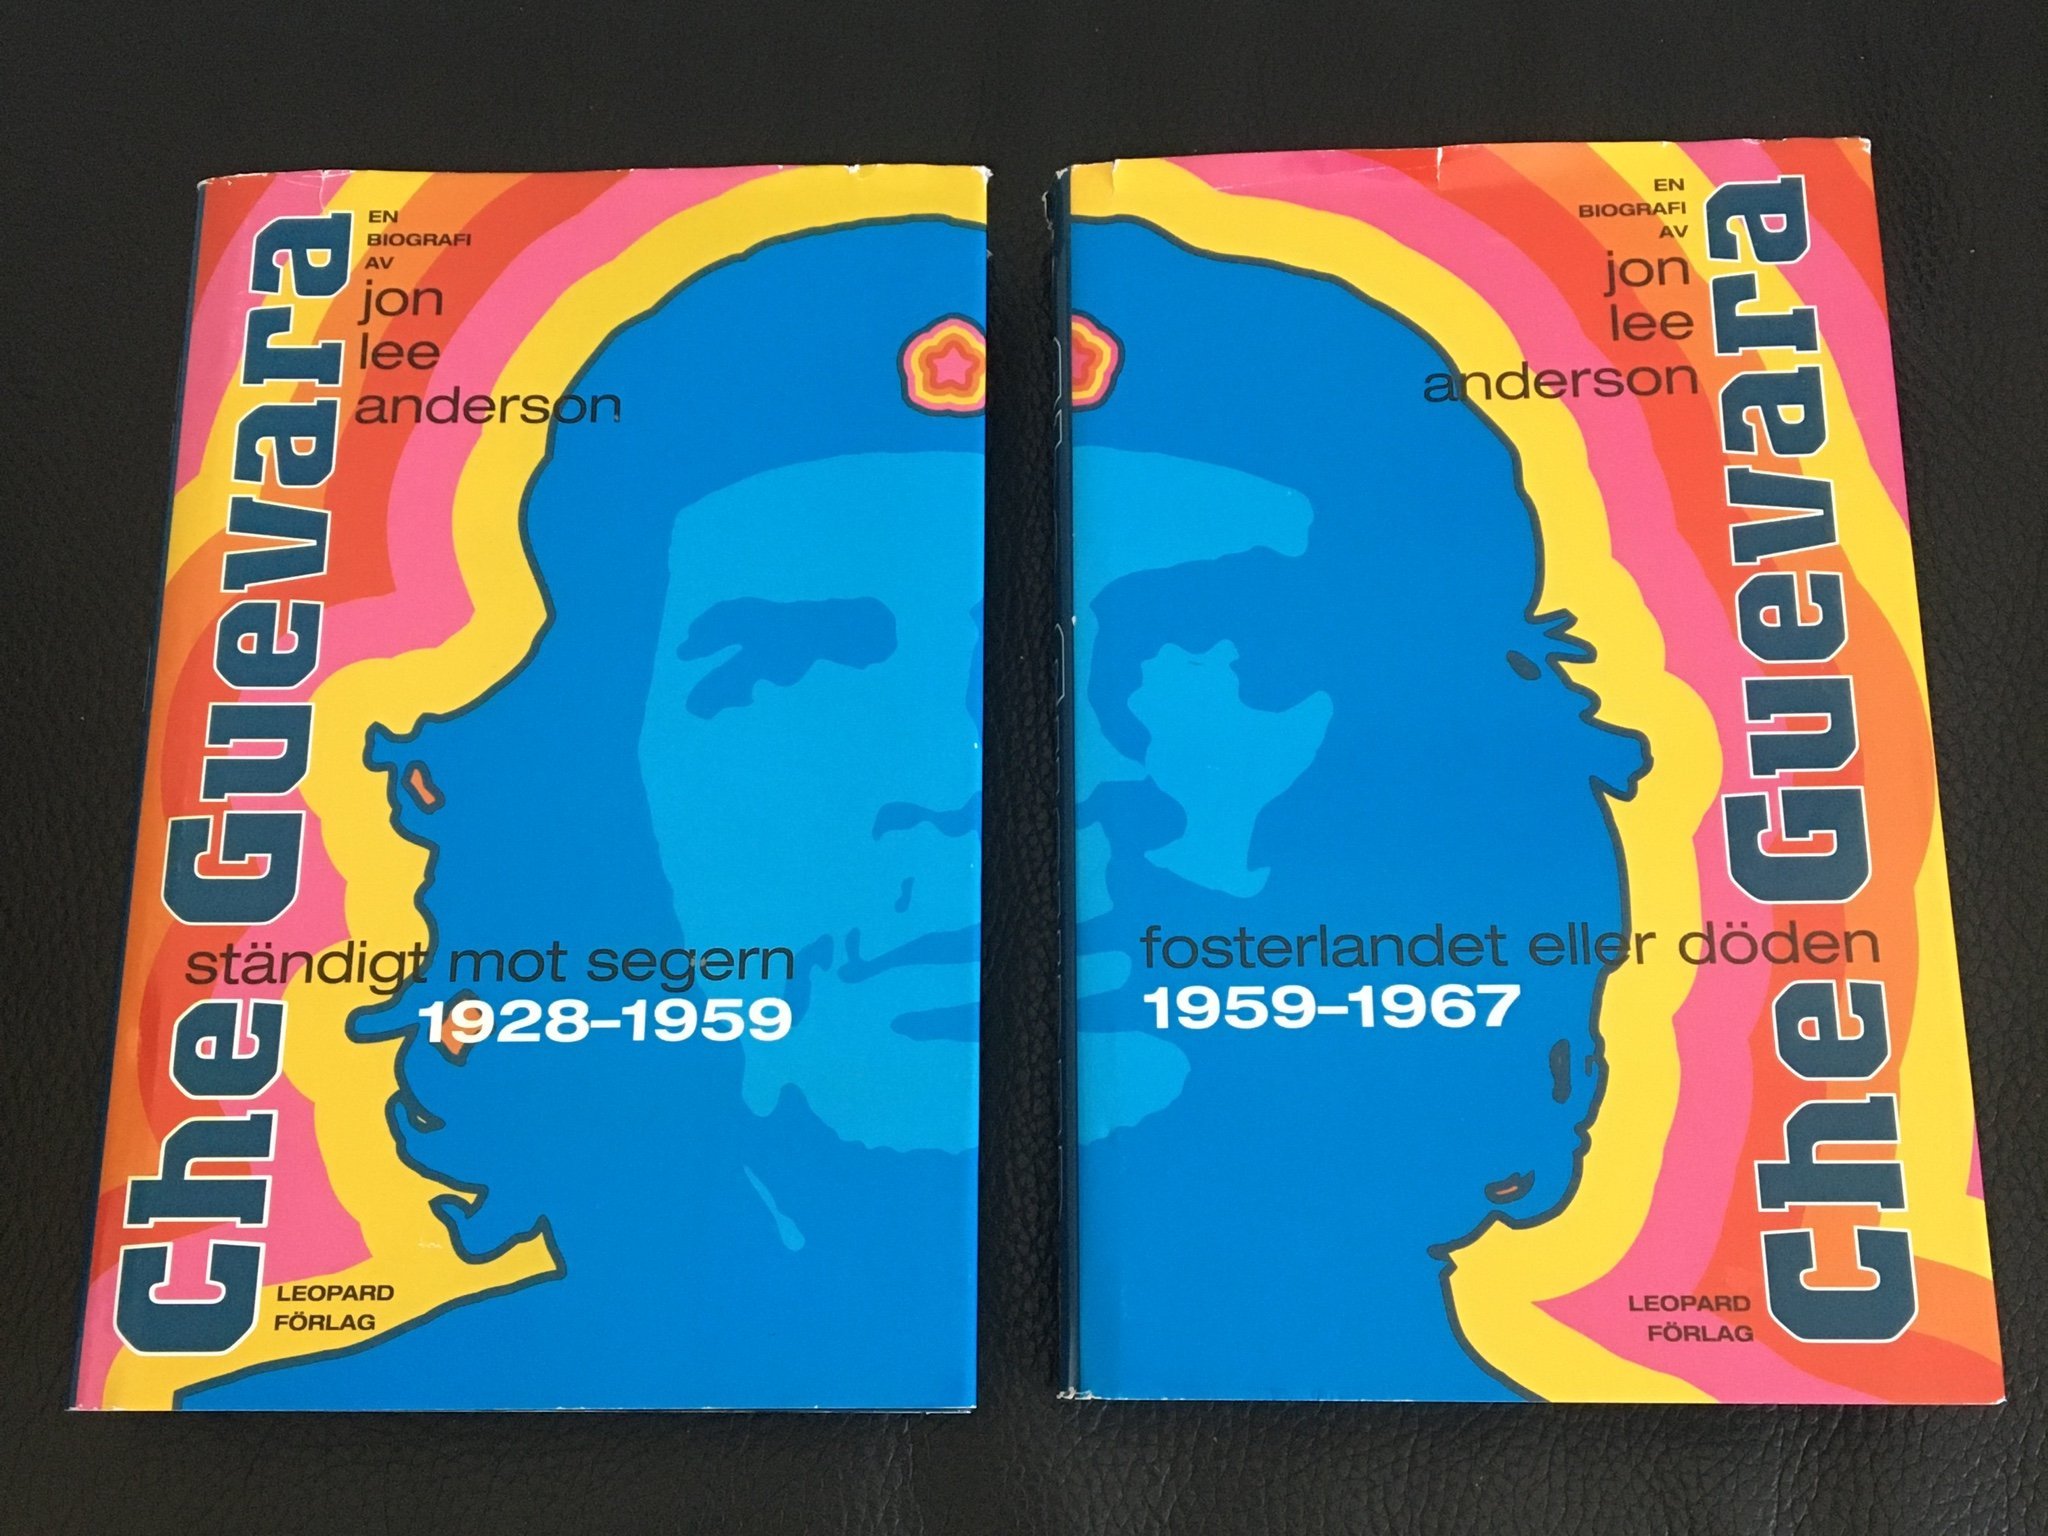 EN
BIOGRAFI
AV
jon
lee
anderson
Che Guevara
ständigt mot segern
1928–1959
LEOPARD
FÖRLAG
EN
BIOGRAFI
AV
jon
lee
anderson
Che Guevara
fosterlandet eller döden
1959–1967
LEOPARD
FÖRLAG